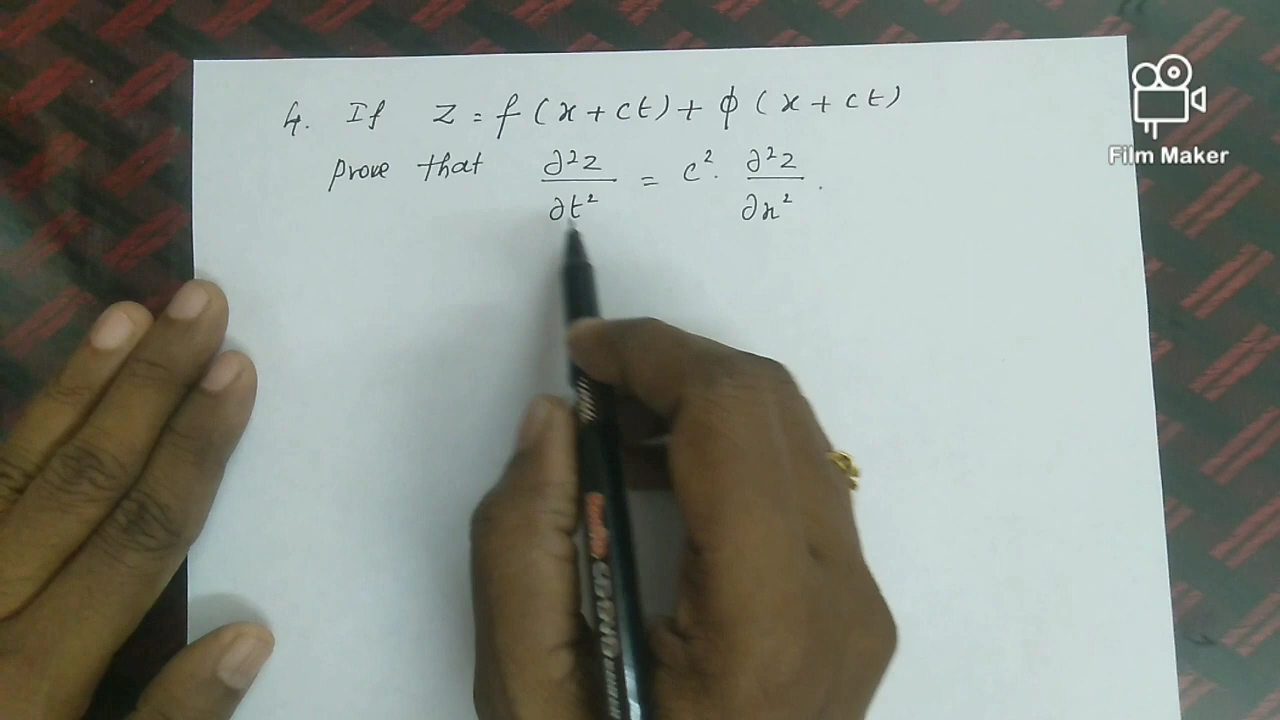 4. If z = f(x + ct) + ϕ(x + ct)
Prove that ∂²z/∂t² = c². ∂²z/∂x².
Film Maker